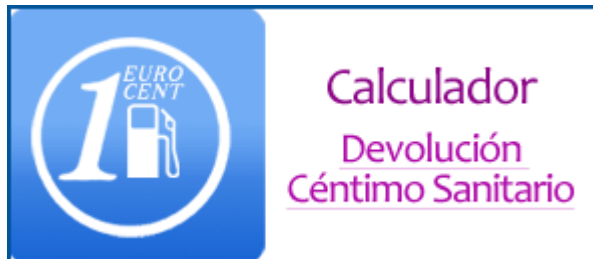 1 EURO
CENT
Calculador
Devolución
Céntimo Sanitario